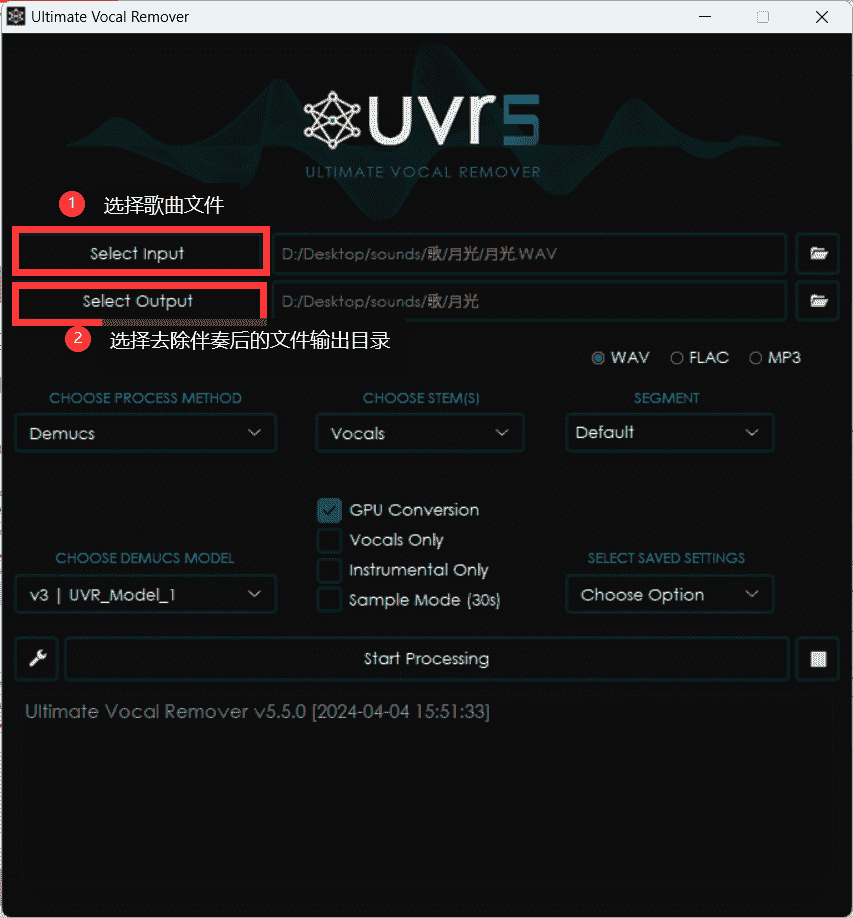 Ultimate Vocal Remover
uvr5
ULTIMATE VOCAL REMOVER
1 选择歌曲文件
Select Input D:/Desktop/sounds/歌/月光/月光.WAV
Select Output D:/Desktop/sounds/歌/月光
2 选择去除伴奏后的文件输出目录
WAV FLAC MP3
CHOOSE PROCESS METHOD CHOOSE STEM(S) SEGMENT
Demucs Vocals Default
GPU Conversion
Vocals Only
CHOOSE DEMUCS MODEL Instrumental Only SELECT SAVED SETTINGS
v3 | UVR_Model_1 Sample Mode (30s) Choose Option
Start Processing
Ultimate Vocal Remover v5.5.0 [2024-04-04 15:51:33]